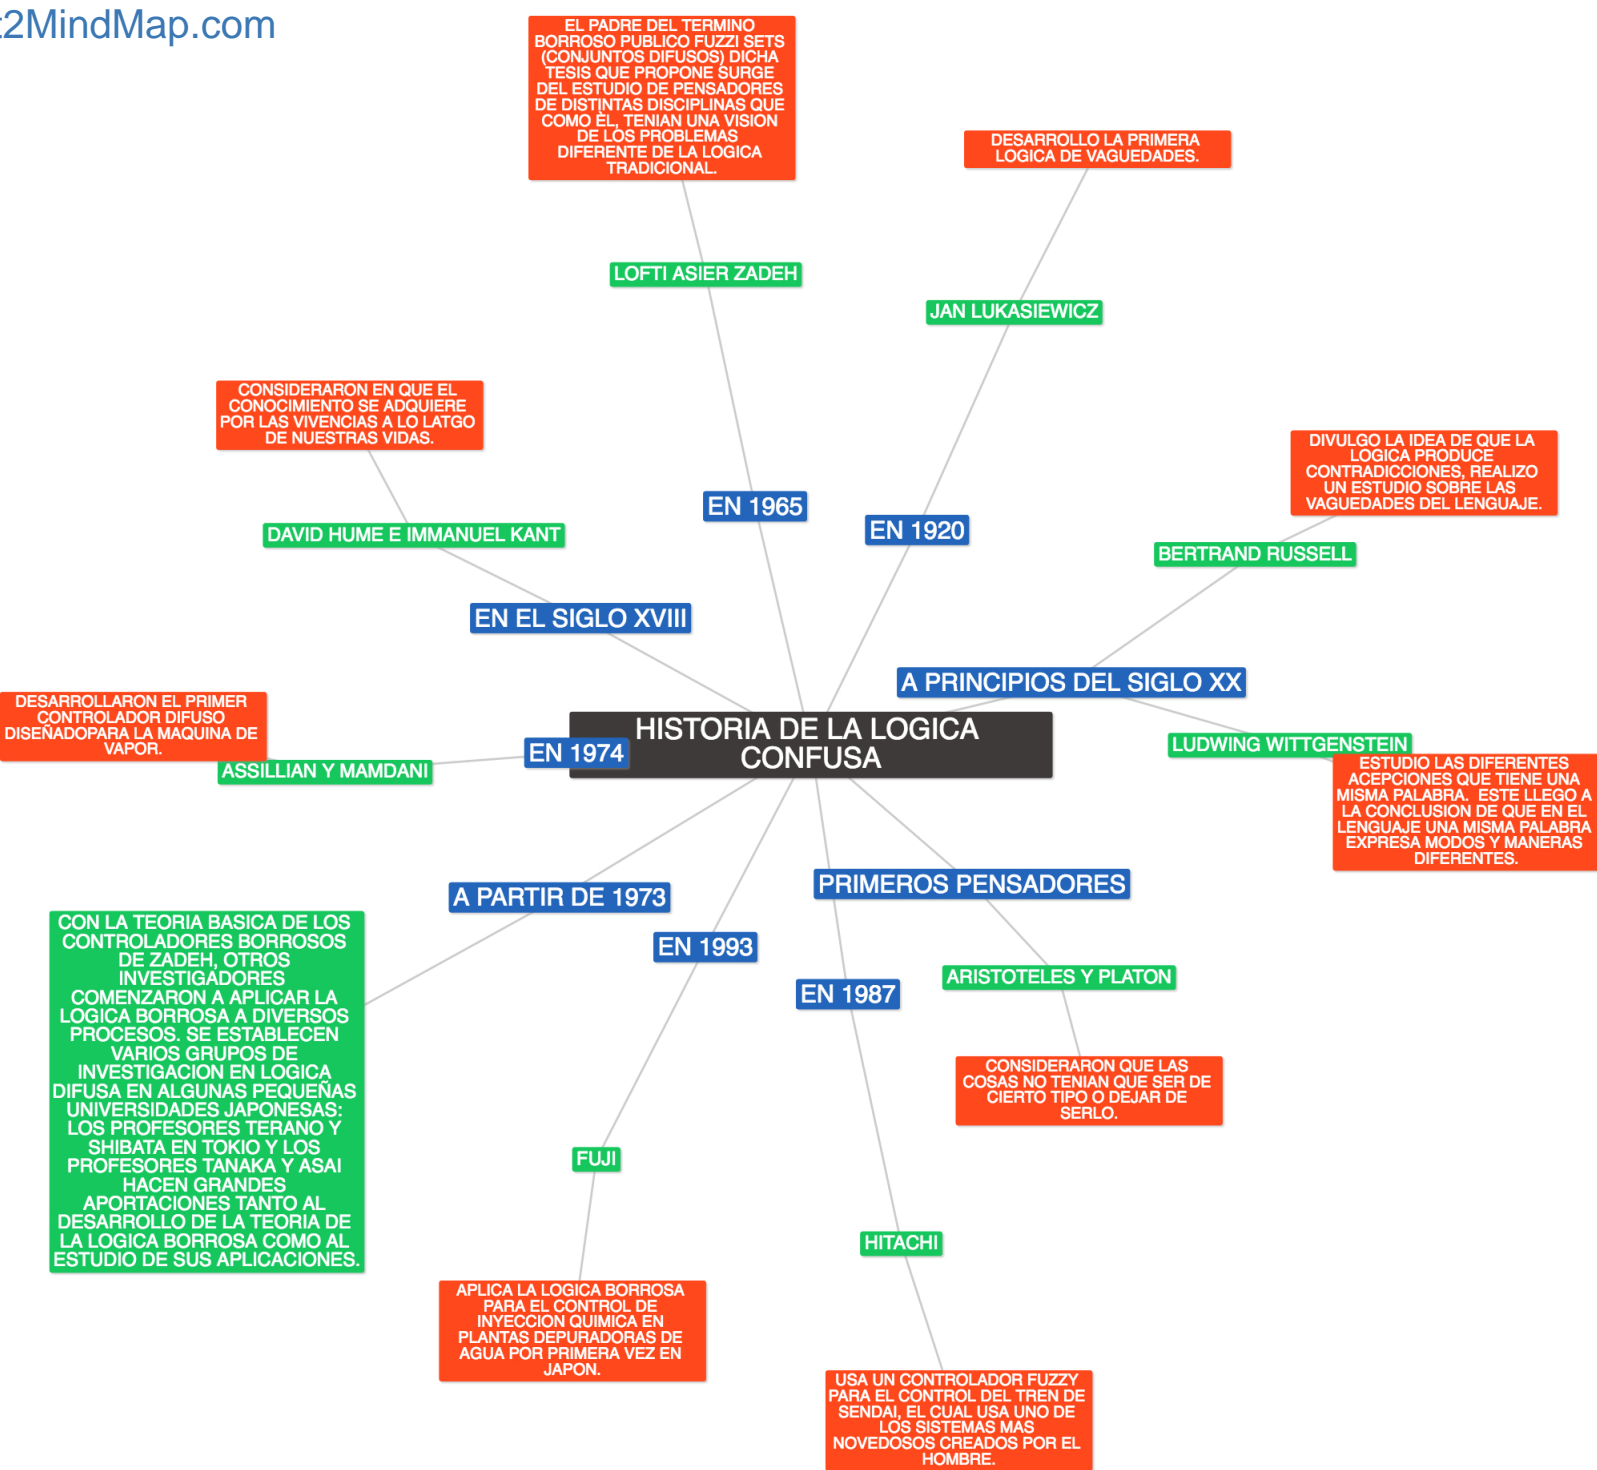 t2MindMap.com
EL PADRE DEL TERMINO
BORROSO PUBLICO FUZZI SETS
(CONJUNTOS DIFUSOS) DICHA
TESIS QUE PROPONE SURGE
DEL ESTUDIO DE PENSADORES
DE DISTINTAS DISCIPLINAS QUE
COMO ÈL, TENIAN UNA VISION
DE LOS PROBLEMAS
DIFERENTE DE LA LOGICA
TRADICIONAL.
DESARROLLO LA PRIMERA
LOGICA DE VAGUEDADES.
LOFTI ASIER ZADEH
JAN LUKASIEWICZ
CONSIDERARON EN QUE EL
CONOCIMIENTO SE ADQUIERE
POR LAS VIVENCIAS A LO LATGO
DE NUESTRAS VIDAS.
DIVULGO LA IDEA DE QUE LA
LOGICA PRODUCE
CONTRADICCIONES, REALIZO
UN ESTUDIO SOBRE LAS
VAGUEDADES DEL LENGUAJE.
EN 1965
EN 1920
DAVID HUME E IMMANUEL KANT
BERTRAND RUSSELL
EN EL SIGLO XVIII
A PRINCIPIOS DEL SIGLO XX
DESARROLLARON EL PRIMER
CONTROLADOR DIFUSO
DISEÑADOPARA LA MAQUINA DE
VAPOR.
HISTORIA DE LA LOGICA
CONFUSA
EN 1974
LUDWING WITTGENSTEIN
ASSILLIAN Y MAMDANI
ESTUDIO LAS DIFERENTES
ACEPCIONES QUE TIENE UNA
MISMA PALABRA. ESTE LLEGO A
LA CONCLUSION DE QUE EN EL
LENGUAJE UNA MISMA PALABRA
EXPRESA MODOS Y MANERAS
DIFERENTES.
A PARTIR DE 1973
PRIMEROS PENSADORES
CON LA TEORIA BASICA DE LOS
CONTROLADORES BORROSOS
DE ZADEH, OTROS
INVESTIGADORES
COMENZARON A APLICAR LA
LOGICA BORROSA A DIVERSOS
PROCESOS. SE ESTABLECEN
VARIOS GRUPOS DE
INVESTIGACION EN LOGICA
DIFUSA EN ALGUNAS PEQUEÑAS
UNIVERSIDADES JAPONESAS:
LOS PROFESORES TERANO Y
SHIBATA EN TOKIO Y LOS
PROFESORES TANAKA Y ASAI
HACEN GRANDES
APORTACIONES TANTO AL
DESARROLLO DE LA TEORIA DE
LA LOGICA BORROSA COMO AL
ESTUDIO DE SUS APLICACIONES.
EN 1993
EN 1987
ARISTOTELES Y PLATON
CONSIDERARON QUE LAS
COSAS NO TENIAN QUE SER DE
CIERTO TIPO O DEJAR DE
SERLO.
FUJI
HITACHI
APLICA LA LOGICA BORROSA
PARA EL CONTROL DE
INYECCION QUIMICA EN
PLANTAS DEPURADORAS DE
AGUA POR PRIMERA VEZ EN
JAPON.
USA UN CONTROLADOR FUZZY
PARA EL CONTROL DEL TREN DE
SENDAI, EL CUAL USA UNO DE
LOS SISTEMAS MAS
NOVEDOSOS CREADOS POR EL
HOMBRE.